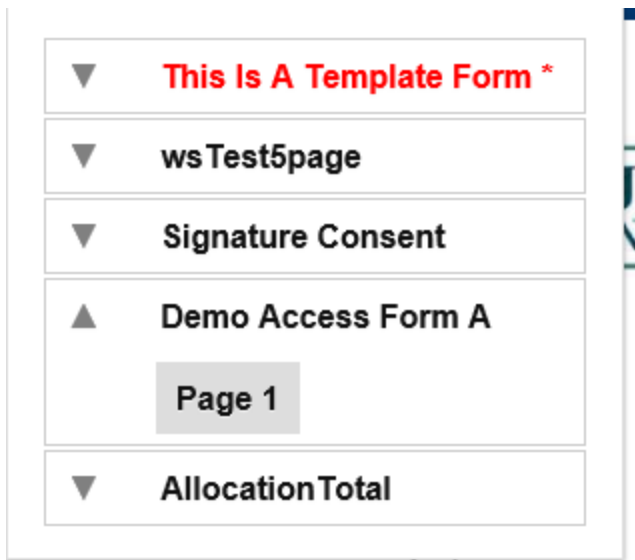 This Is A Template Form *
wsTest5page
Signature Consent
Demo Access Form A
Page 1
AllocationTotal